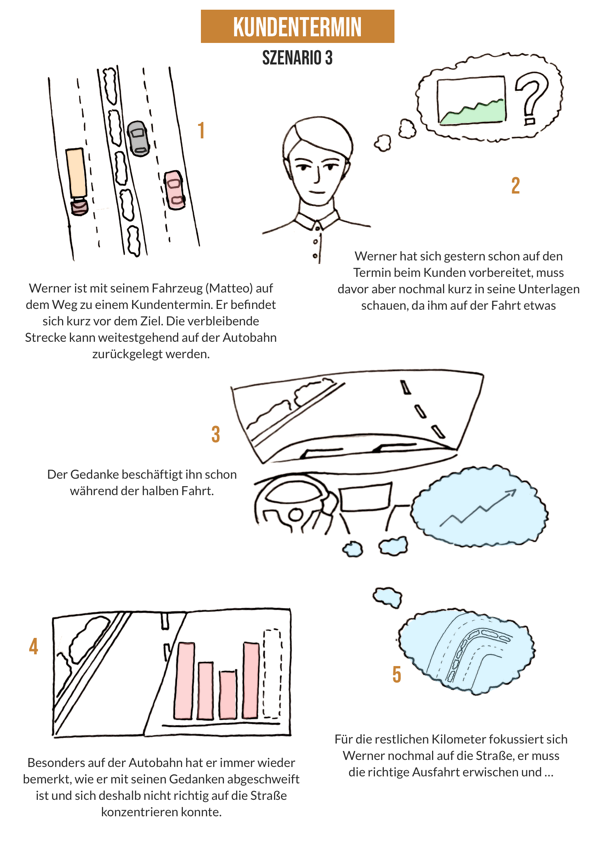 KUNDENTERMIN
SZENARIO 3
1
Werner ist mit seinem Fahrzeug (Matteo) auf
dem Weg zu einem Kundentermin. Er befindet
sich kurz vor dem Ziel. Die verbleibende
Strecke kann weitestgehend auf der Autobahn
zurückgelegt werden.
?
2
Werner hat sich gestern schon auf den
Termin beim Kunden vorbereitet, muss
davor aber nochmal kurz in seine Unterlagen
schauen, da ihm auf der Fahrt etwas
3
Der Gedanke beschäftigt ihn schon
während der halben Fahrt.
4
Besonders auf der Autobahn hat er immer wieder
bemerkt, wie er mit seinen Gedanken abgeschweift
ist und sich deshalb nicht richtig auf die Straße
konzentrieren konnte.
5
Für die restlichen Kilometer fokussiert sich
Werner nochmal auf die Straße, er muss
die richtige Ausfahrt erwischen und ...